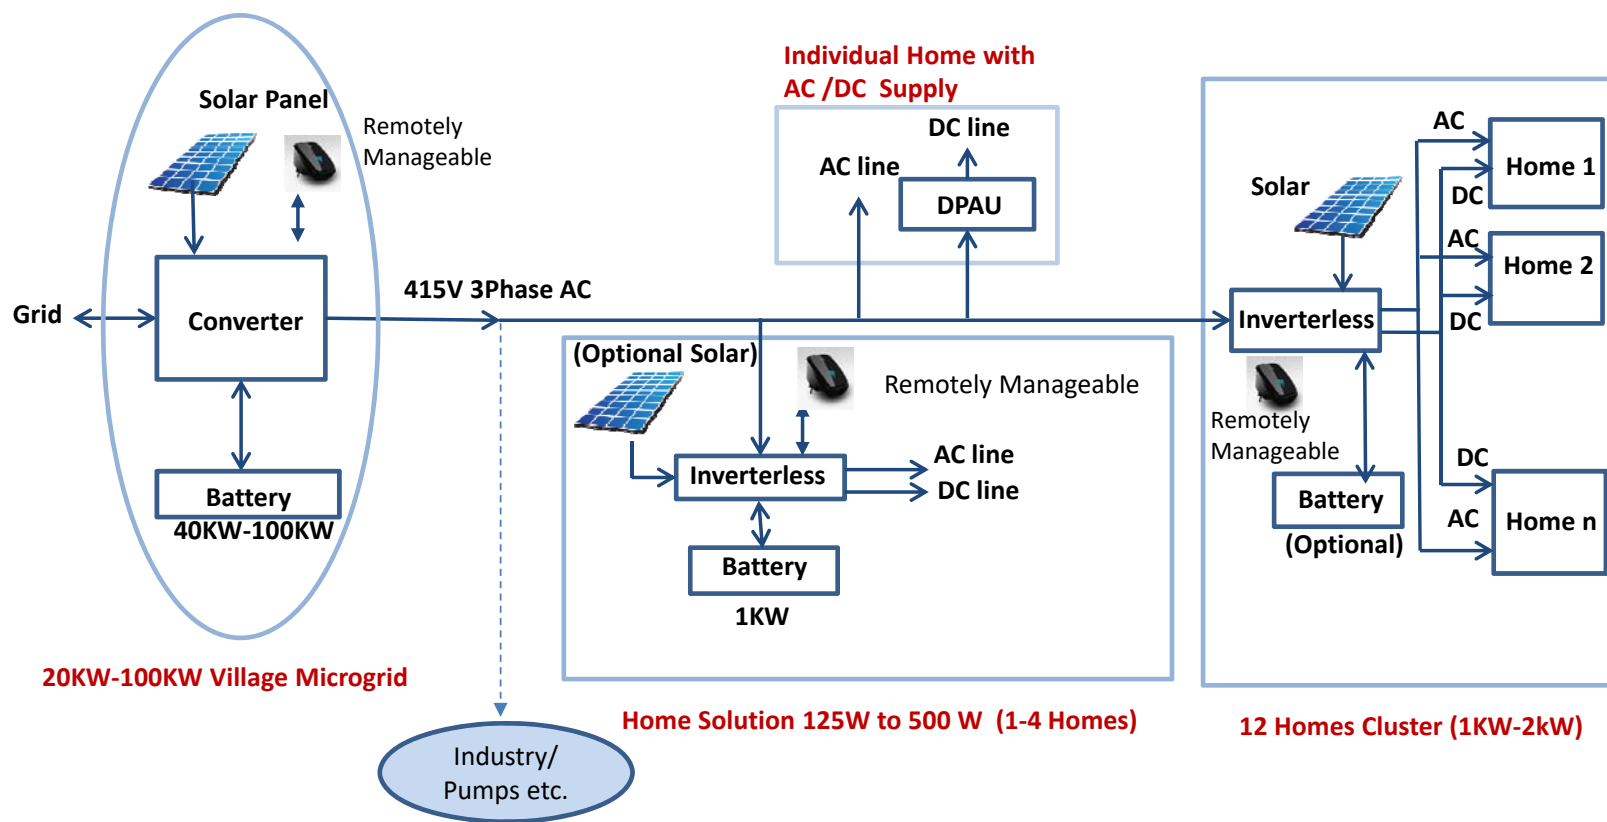 Solar Panel
Remotely
Manageable
Grid
Converter
Battery
40KW-100KW
20KW-100KW Village Microgrid
415V 3Phase AC
Industry/
Pumps etc.
Individual Home with
AC /DC  Supply
DC line
AC line
DPAU
(Optional Solar)
Remotely Manageable
Inverterless
AC line
DC line
Battery
1KW
Home Solution 125W to 500 W  (1-4 Homes)
Solar
Inverterless
Remotely
Manageable
Battery
(Optional)
AC
Home 1
DC
AC
Home 2
DC
DC
AC
Home n
12 Homes Cluster (1KW-2kW)